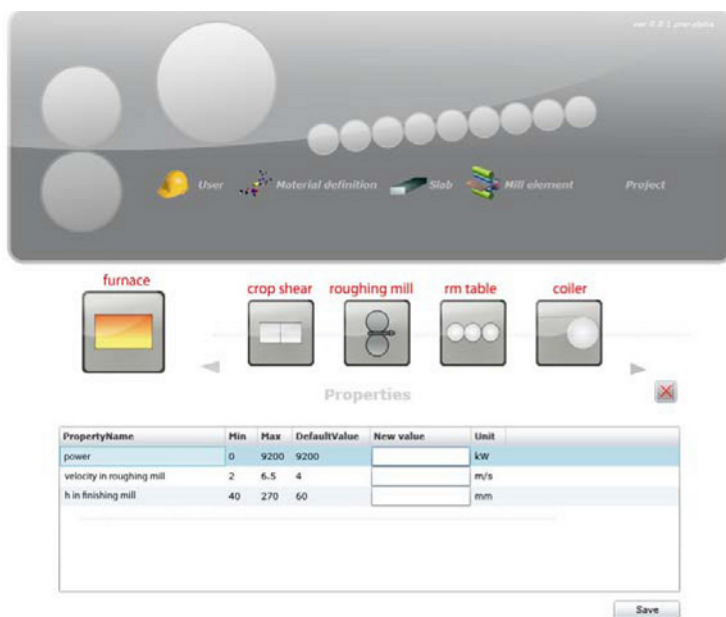 ver 0.0.1 pre-alpha
User Material definition Slab Mill element Project
furnace crop shear roughing mill rm table coiler
Properties
PropertyName Min Max DefaultValue New value Unit
power 0 9200 9200 kW
velocity in roughing mill 2 6.5 4 m/s
h in finishing mill 40 270 60 mm
Save